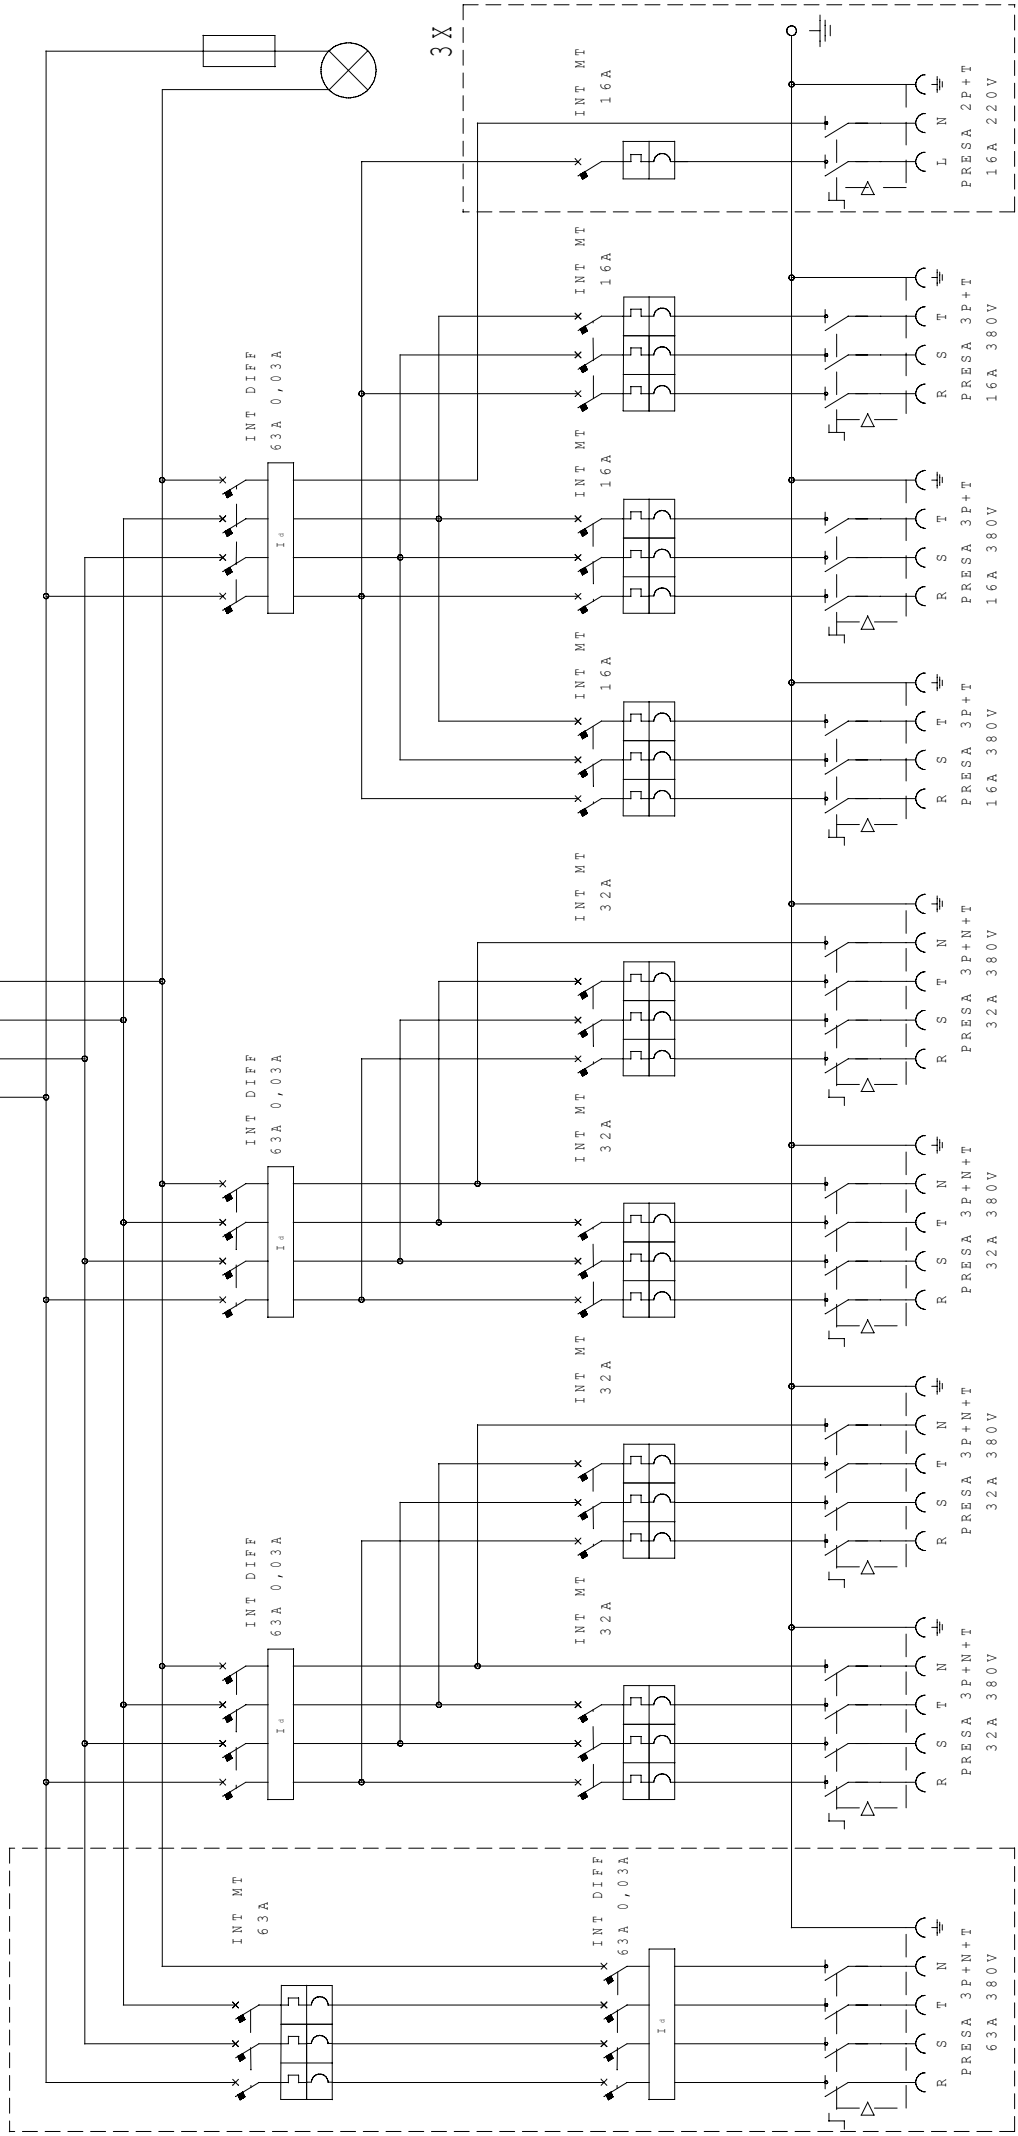 3X
INT MT
16A
N
L
PRESA 2P+T
16A 220V
INT MT
16A
T
S
R
PRESA 3P+T
16A 380V
INT DIFF
63A 0,03A
Id
INT MT
16A
T
S
R
PRESA 3P+T
16A 380V
INT MT
16A
T
S
R
PRESA 3P+T
16A 380V
INT MT
32A
N
T
S
R
PRESA 3P+N+T
32A 380V
INT DIFF
63A 0,03A
Id
INT MT
32A
N
T
S
R
PRESA 3P+N+T
32A 380V
INT MT
32A
N
T
S
R
PRESA 3P+N+T
32A 380V
INT DIFF
63A 0,03A
Id
INT MT
32A
N
T
S
R
PRESA 3P+N+T
32A 380V
INT MT
63A
INT DIFF
63A 0,03A
Id
N
T
S
R
PRESA 3P+N+T
63A 380V